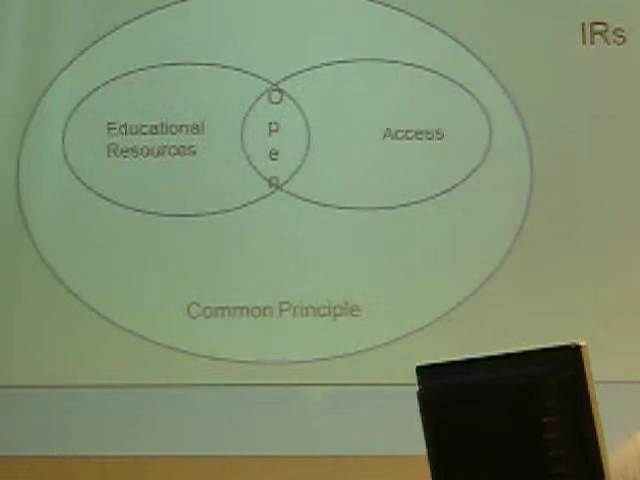 IRs
Educational
Resources
O
p
e
n
Access
Common Principle